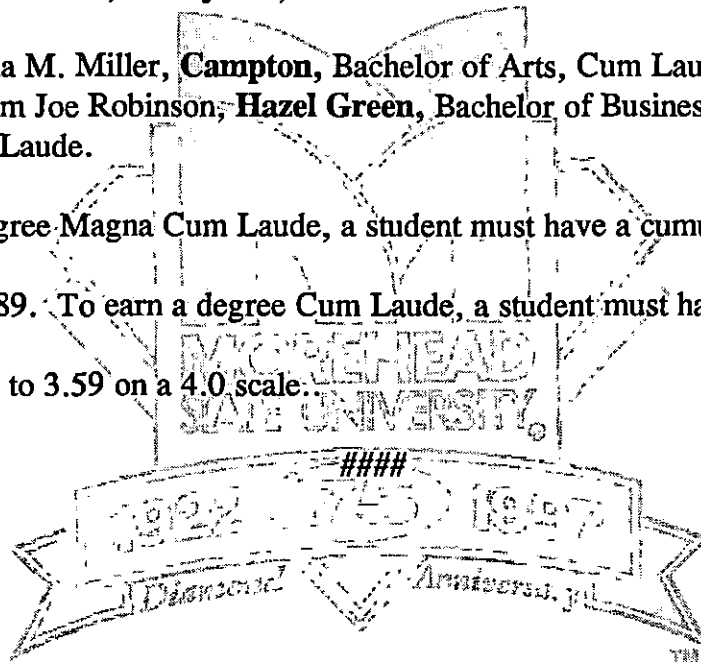 a M. Miller, Campton, Bachelor of Arts, Cum Lau
m Joe Robinson, Hazel Green, Bachelor of Business
Laude.
gree Magna Cum Laude, a student must have a cumu
89. To earn a degree Cum Laude, a student must ha
to 3.59 on a 4.0 scale.
MOREHEAD
STATE UNIVERSITY
####
1922 75 1997
A Diamond Anniversary
TM